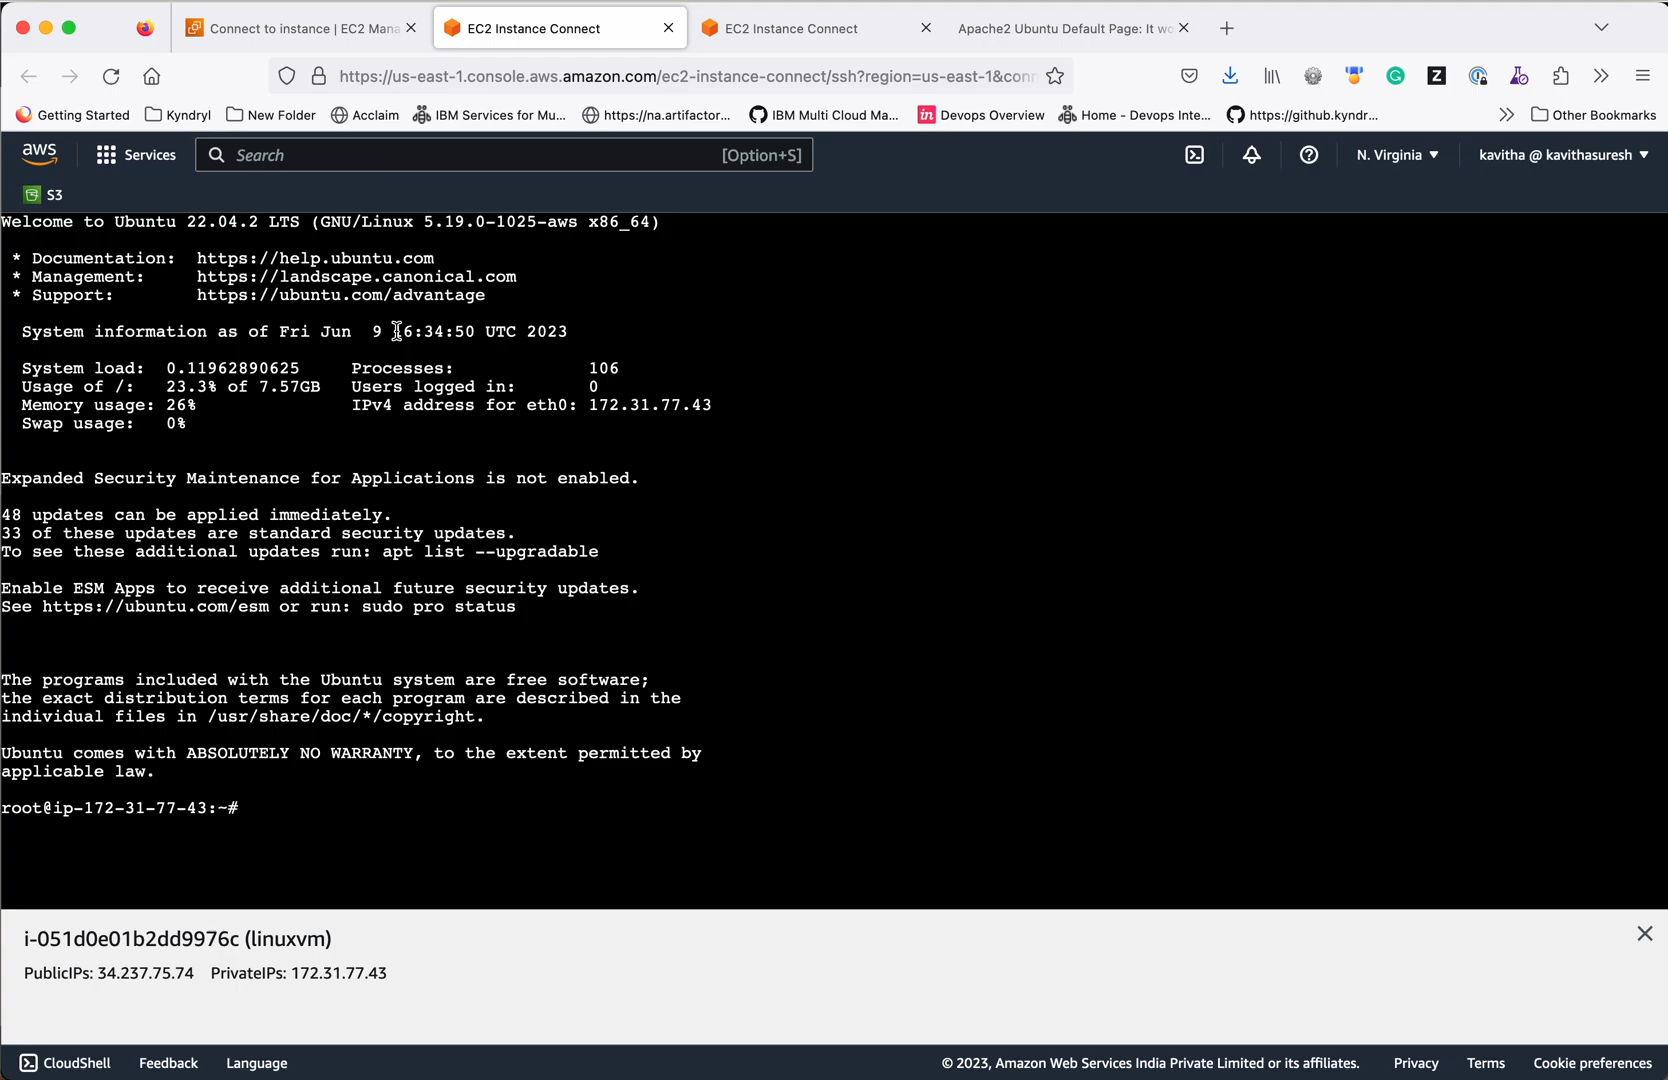 Connect to instance | EC2 Mana
EC2 Instance Connect
EC2 Instance Connect
Apache2 Ubuntu Default Page: It wo
https://us-east-1.console.aws.amazon.com/ec2-instance-connect/ssh?region=us-east-1&conn
Getting Started
Kyndryl
New Folder
Acclaim
IBM Services for Mu...
https://na.artifactor...
IBM Multi Cloud Ma...
in Devops Overview
Home - Devops Inte...
https://github.kyndr...
Other Bookmarks
aws
Services
Search
[Option+S]
N. Virginia
kavitha @ kavithasuresh
S3
Welcome to Ubuntu 22.04.2 LTS (GNU/Linux 5.19.0-1025-aws x86_64)
* Documentation: https://help.ubuntu.com
* Management: https://landscape.canonical.com
* Support: https://ubuntu.com/advantage
System information as of Fri Jun 9 16:34:50 UTC 2023
System load: 0.11962890625 Processes: 106
Usage of /: 23.3% of 7.57GB Users logged in: 0
Memory usage: 26% IPv4 address for eth0: 172.31.77.43
Swap usage: 0%
Expanded Security Maintenance for Applications is not enabled.
48 updates can be applied immediately.
33 of these updates are standard security updates.
To see these additional updates run: apt list --upgradable
Enable ESM Apps to receive additional future security updates.
See https://ubuntu.com/esm or run: sudo pro status
The programs included with the Ubuntu system are free software;
the exact distribution terms for each program are described in the
individual files in /usr/share/doc/*/copyright.
Ubuntu comes with ABSOLUTELY NO WARRANTY, to the extent permitted by
applicable law.
root@ip-172-31-77-43:~#
i-051d0e01b2dd9976c (linuxvm)
PublicIPs: 34.237.75.74 PrivateIPs: 172.31.77.43
CloudShell
Feedback
Language
© 2023, Amazon Web Services India Private Limited or its affiliates.
Privacy
Terms
Cookie preferences